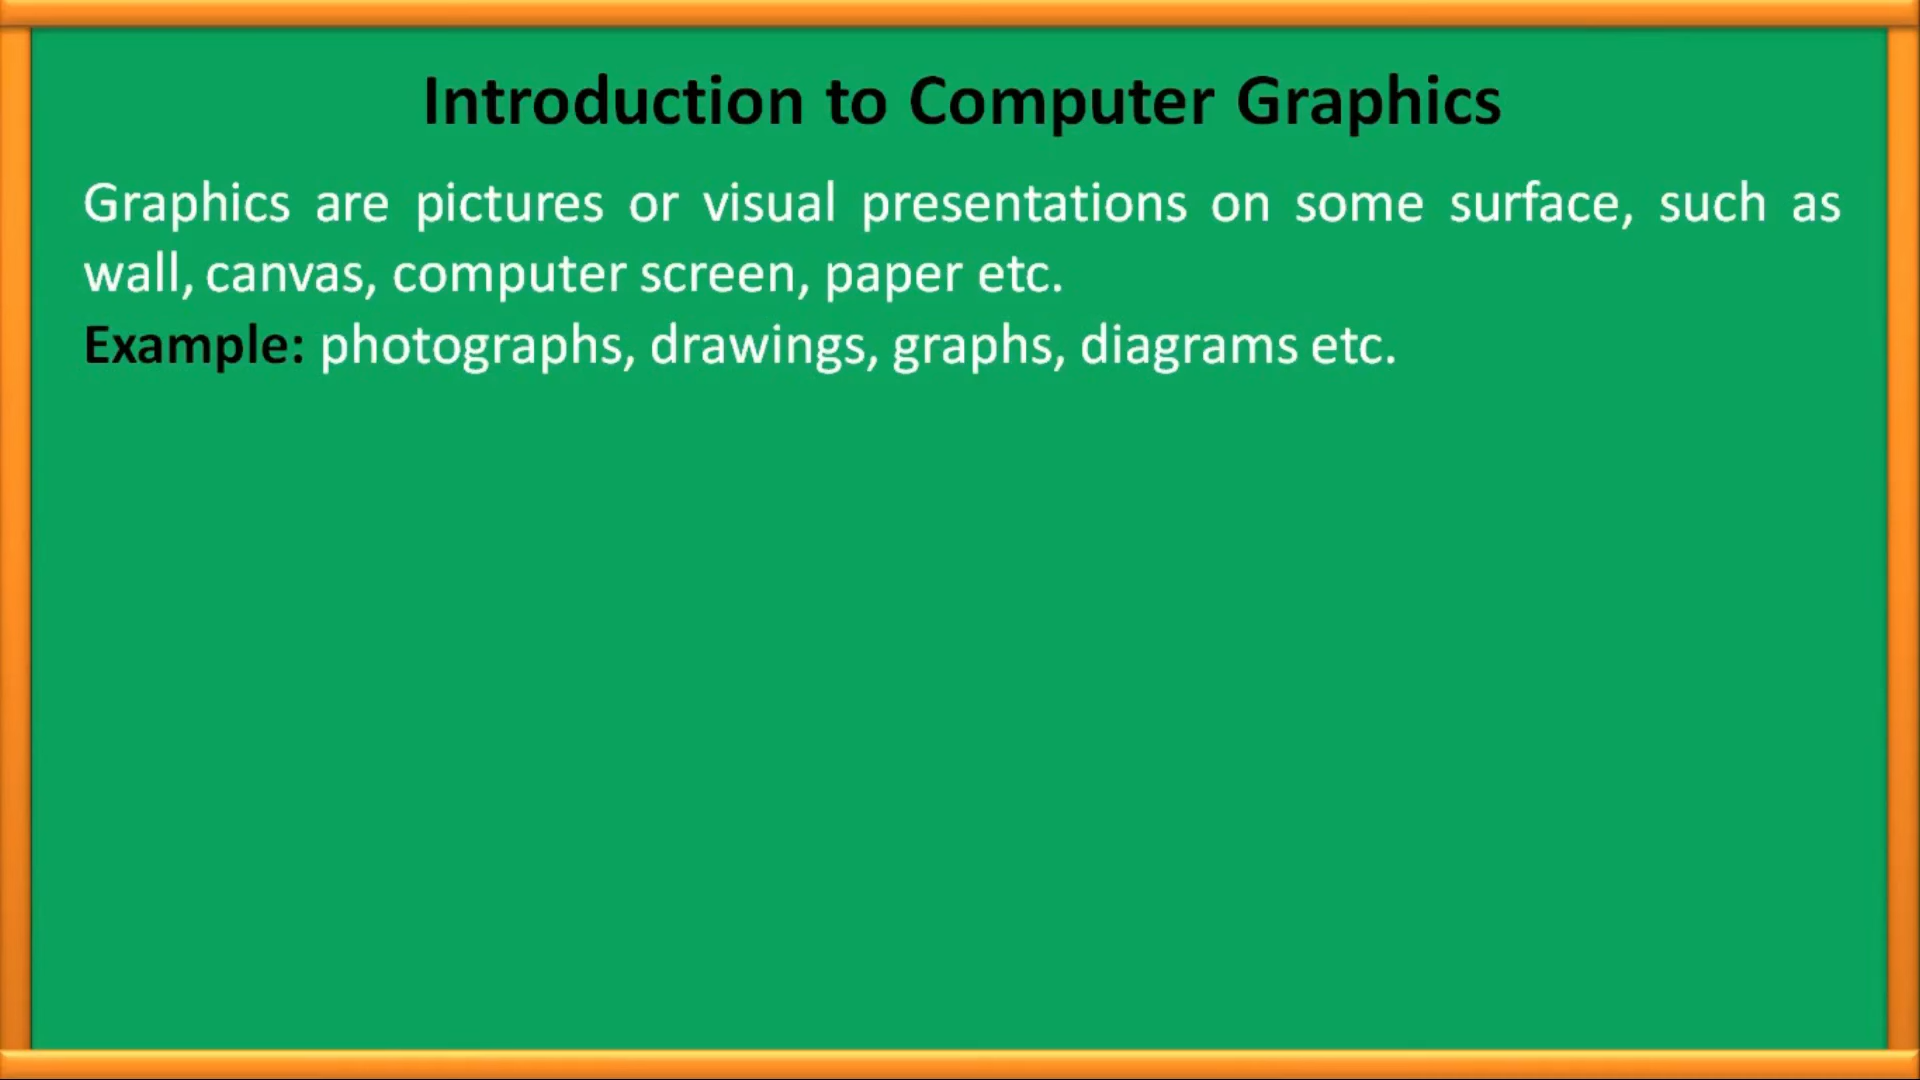 Introduction to Computer Graphics
Graphics are pictures or visual presentations on some surface, such as
wall, canvas, computer screen, paper etc.
Example: photographs, drawings, graphs, diagrams etc.